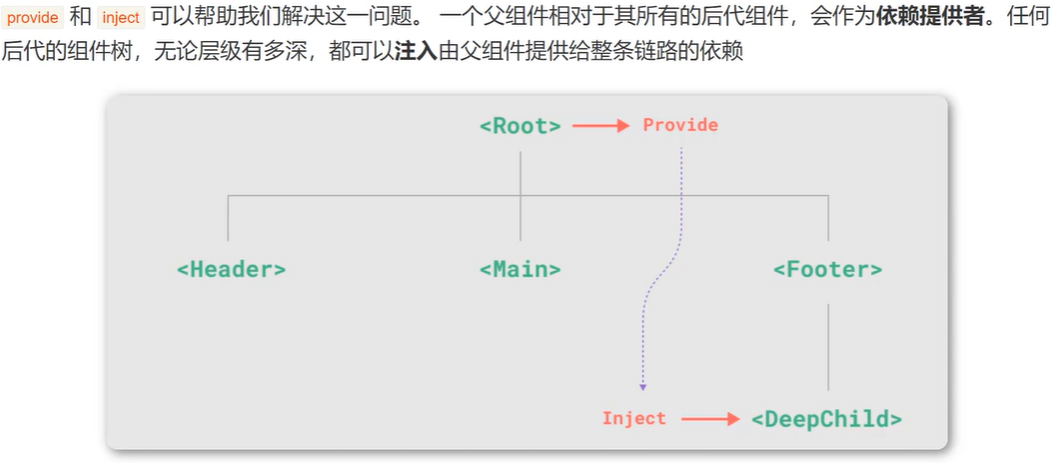 provide 和 inject 可以帮助我们解决这一问题。 一个父组件相对于其所有的后代组件，会作为依赖提供者。任何
后代的组件树，无论层级有多深，都可以注入由父组件提供给整条链路的依赖
<Root> Provide
<Header> <Main> <Footer>
Inject <DeepChild>